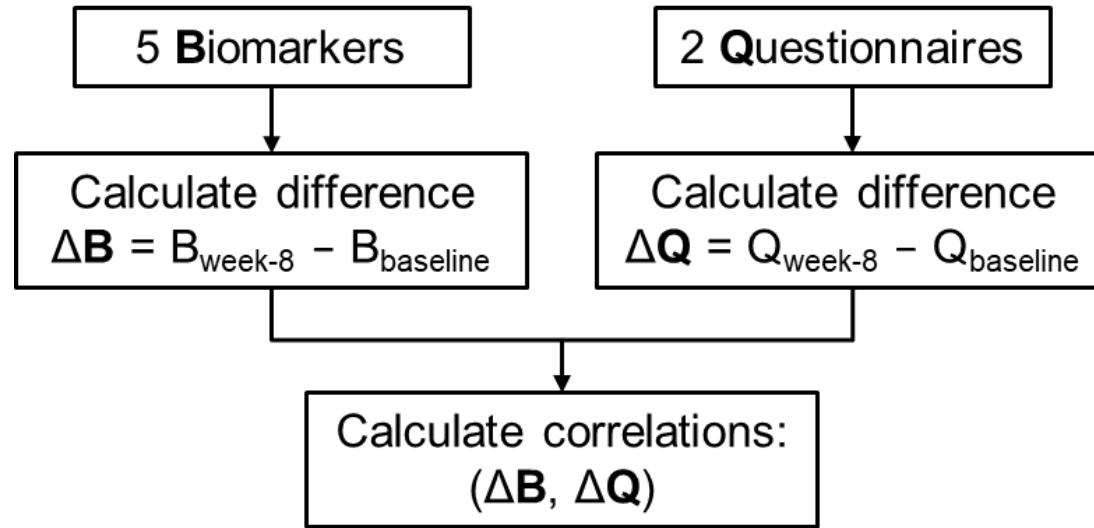 5 Biomarkers
2 Questionnaires
Calculate difference
ΔB = Bweek-8 − Bbaseline
Calculate difference
ΔQ = Qweek-8 − Qbaseline
Calculate correlations:
(ΔB, ΔQ)